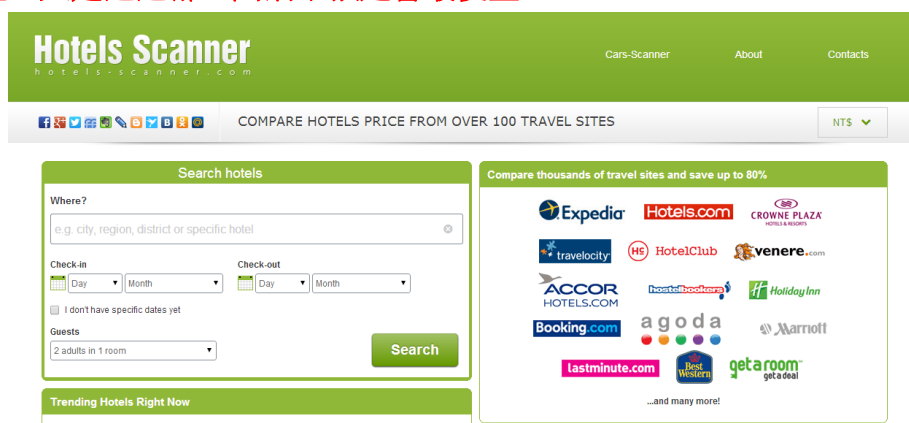 Hotels Scanner
hotels-scanner.com
Cars-Scanner About Contacts
COMPARE HOTELS PRICE FROM OVER 100 TRAVEL SITES
NT$
Search hotels
Where?
e.g. city, region, district or specific hotel
Check-in Check-out
Day Month Day Month
I don't have specific dates yet
Guests
2 adults in 1 room
Search
Trending Hotels Right Now
Compare thousands of travel sites and save up to 80%
Expedia Hotels.com CROWNE PLAZA
HOTELS & RESORTS
travelocity HC HotelClub venere.com
ACCOR
HOTELS.COM
hostelbookers Holiday Inn
Booking.com agoda Marriott
lastminute.com Best
Western
getaroom
getadeal
...and many more!